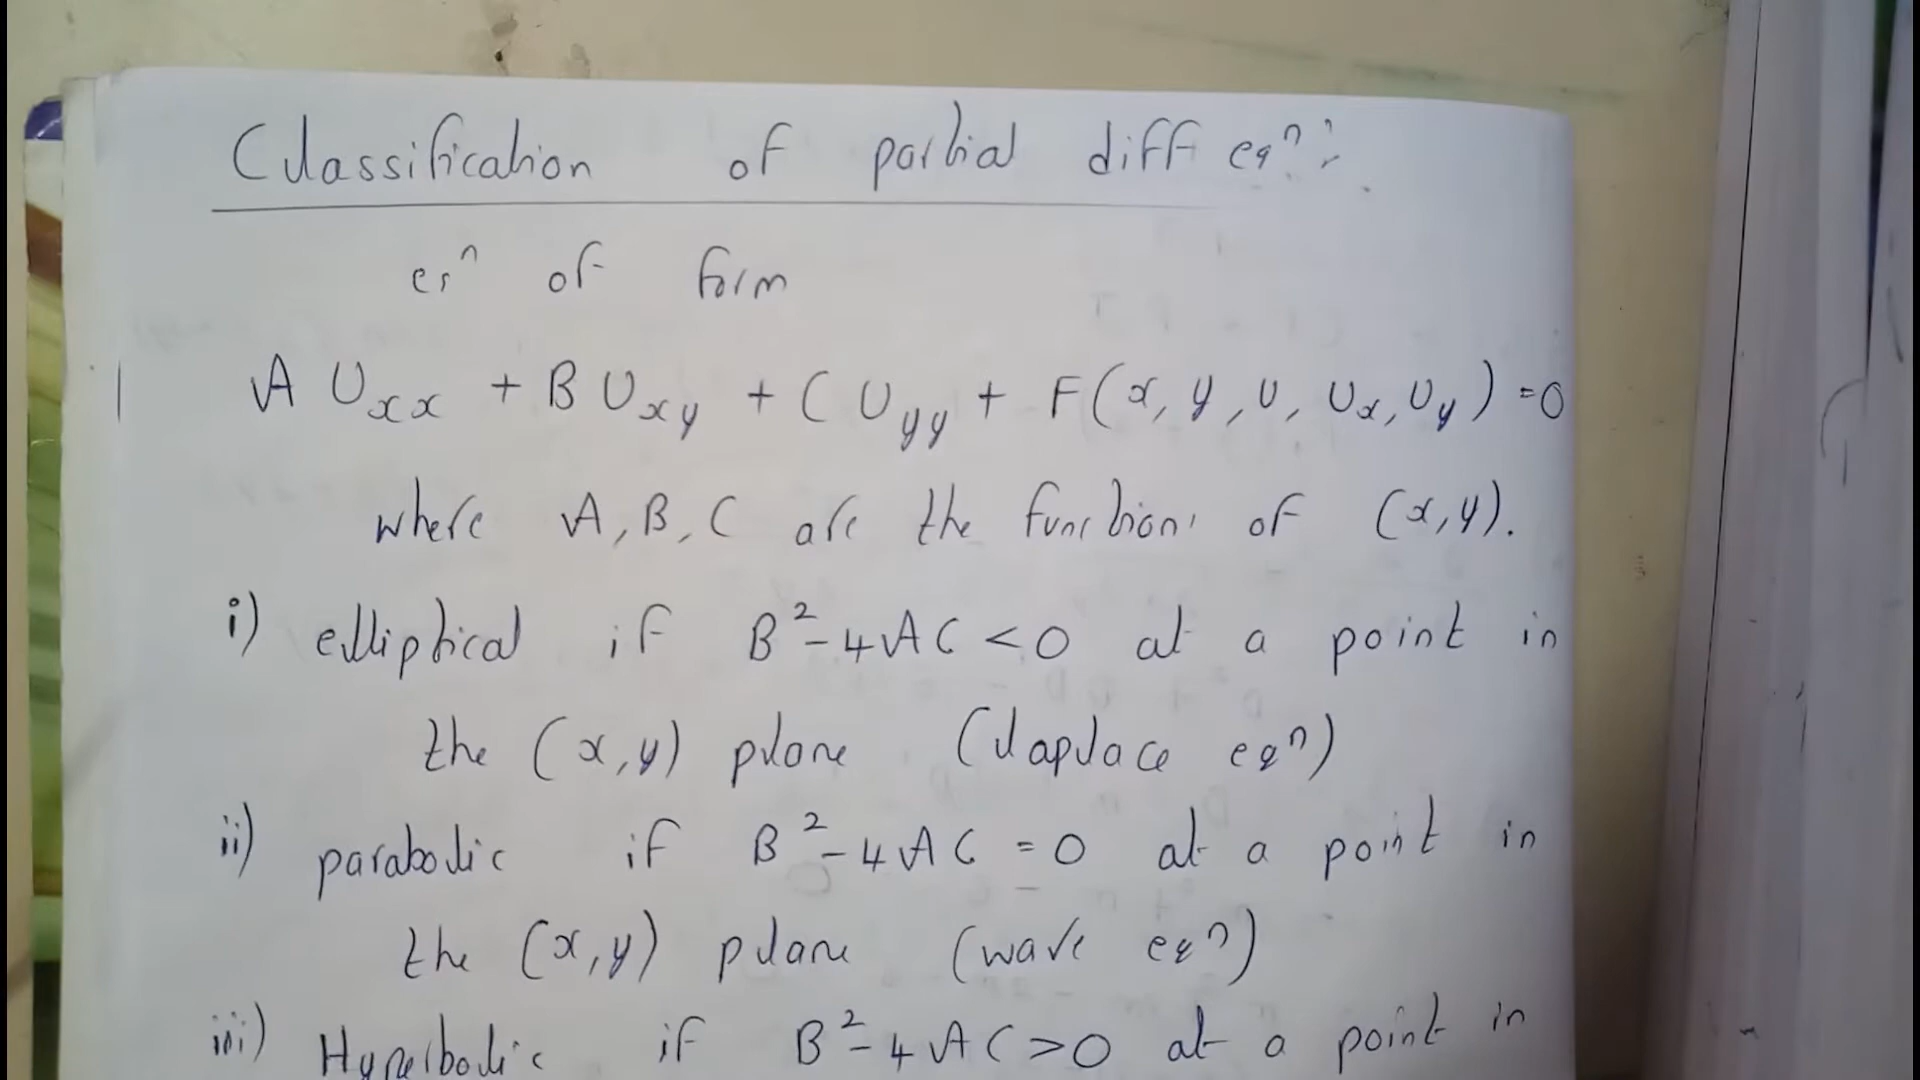 Classification of partial diff eqⁿ :-
eqⁿ of form
A Uxx + B Uxy + C Uyy + F(x, y, U, Ux, Uy) = 0
where A, B, C are the functions of (x, y).
i) elliptical if B² - 4AC < 0 at a point in
the (x, y) plane (Laplace eqⁿ)
ii) parabolic if B² - 4AC = 0 at a point in
the (x, y) plane (wave eqⁿ)
iii) Hyperbolic if B² - 4AC > 0 at a point in